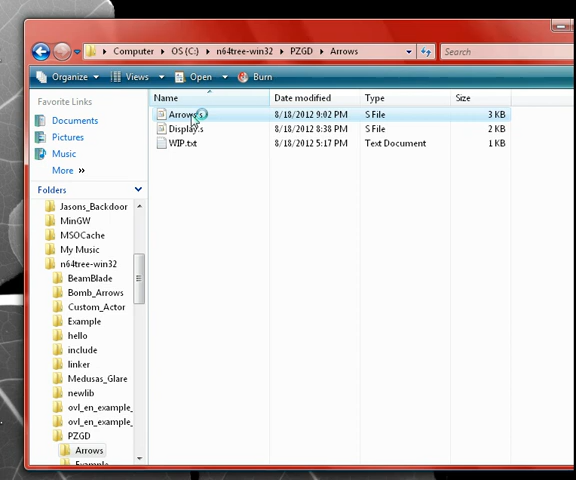 Computer ▸ OS (C:) ▸ n64tree-win32 ▸ PZGD ▸ Arrows
Search
Organize Views Open Burn
Favorite Links
Documents
Pictures
Music
More »
Folders
Jasons_Backdoor
MinGW
MSOCache
My Music
n64tree-win32
BeamBlade
Bomb_Arrows
Custom_Actor
Example
hello
include
linker
Medusas_Glare
newlib
ovl_en_example_
ovl_en_example_
PZGD
Arrows
Example
Name Date modified Type Size
Arrows.s 8/18/2012 9:02 PM S File 3 KB
Display.s 8/18/2012 8:38 PM S File 2 KB
WIP.txt 8/18/2012 5:17 PM Text Document 1 KB